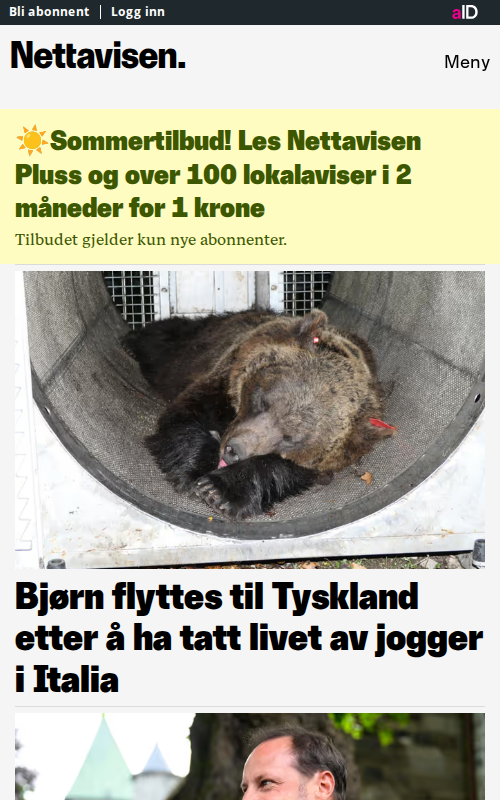 Bli abonnent | Logg inn
aID
Nettavisen.
Meny
☀️Sommertilbud! Les Nettavisen
Pluss og over 100 lokalaviser i 2
måneder for 1 krone
Tilbudet gjelder kun nye abonnenter.
Bjørn flyttes til Tyskland
etter å ha tatt livet av jogger
i Italia